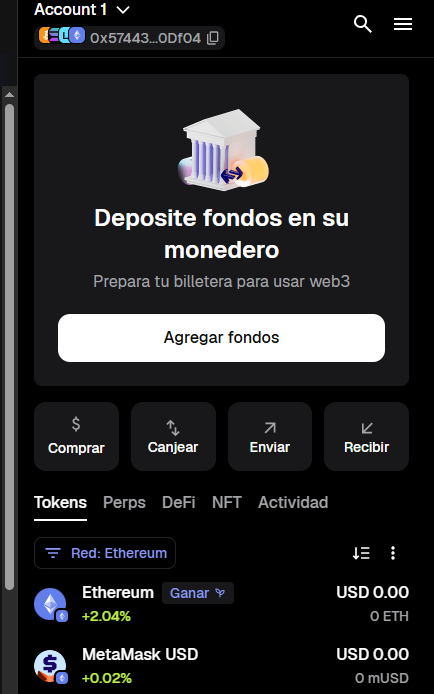 Account 1
0x57443...0Df04
Deposite fondos en su
monedero
Prepara tu billetera para usar web3
Agregar fondos
Comprar Canjear Enviar Recibir
Tokens Perps DeFi NFT Actividad
Red: Ethereum
Ethereum Ganar USD 0.00
+2.04% 0 ETH
MetaMask USD USD 0.00
+0.02% 0 mUSD